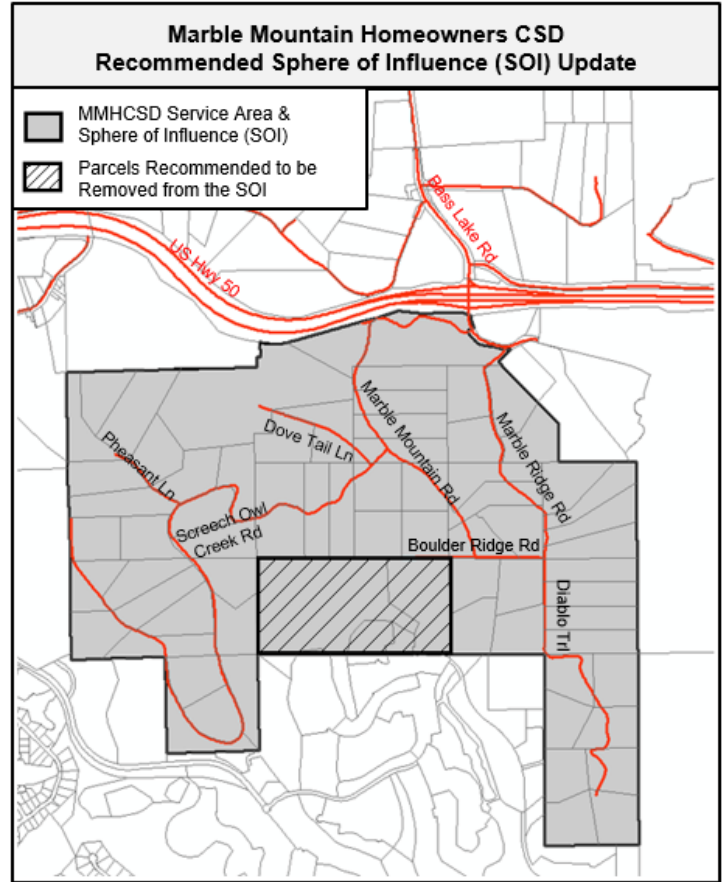 Marble Mountain Homeowners CSD
Recommended Sphere of Influence (SOI) Update
MMHCSD Service Area &
Sphere of Influence (SOI)
Parcels Recommended to be
Removed from the SOI
Bass Lake Rd
US Hwy 50
Marble Mountain Rd
Marble Ridge Rd
Dove Tail Ln
Pheasant Ln
Screech Owl
Creek Rd
Boulder Ridge Rd
Diablo Trl